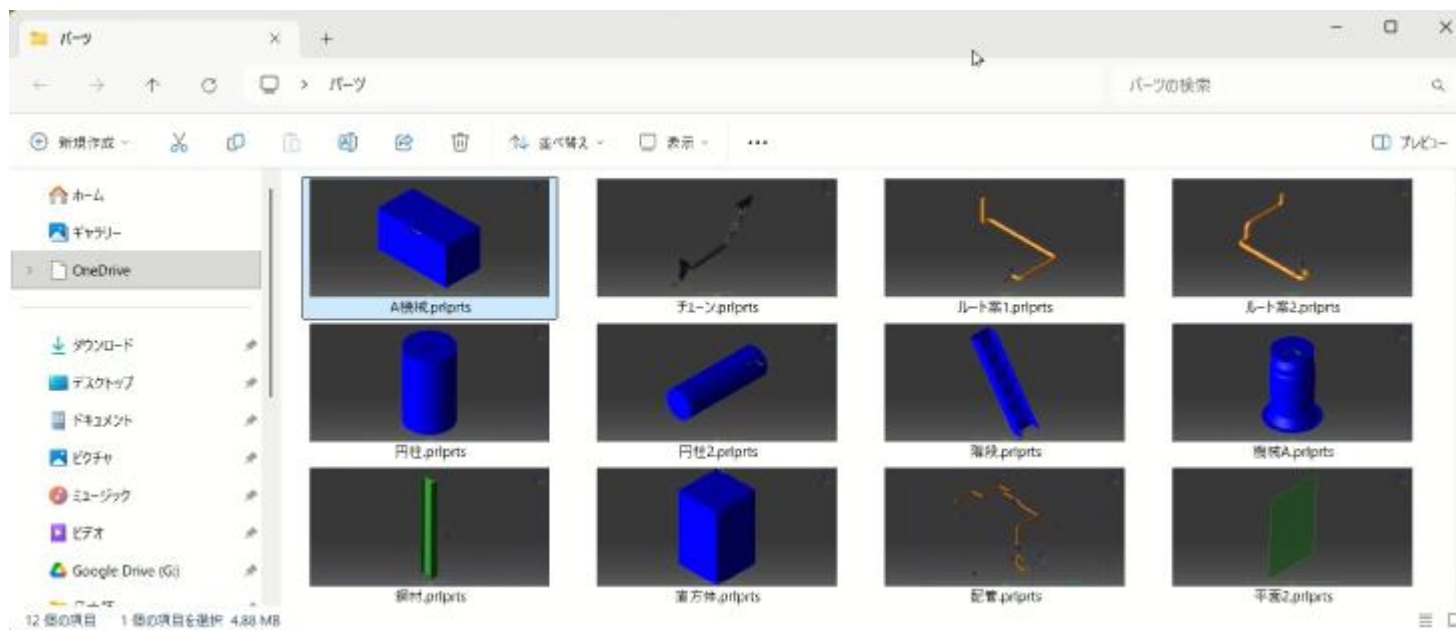 パーツ
パーツ
パーツの検索
新規作成
並べ替え
表示
プレビュー
ホーム
ギャラリー
OneDrive
ダウンロード
デスクトップ
ドキュメント
ピクチャ
ミュージック
ビデオ
Google Drive (G:)
A機械.prlprts
チェーン.prlprts
ルート案1.prlprts
ルート案2.prlprts
円柱.prlprts
円柱2.prlprts
階段.prlprts
機械A.prlprts
鋼材.prlprts
直方体.prlprts
配管.prlprts
平面2.prlprts
12 個の項目 1 個の項目を選択 4.88 MB